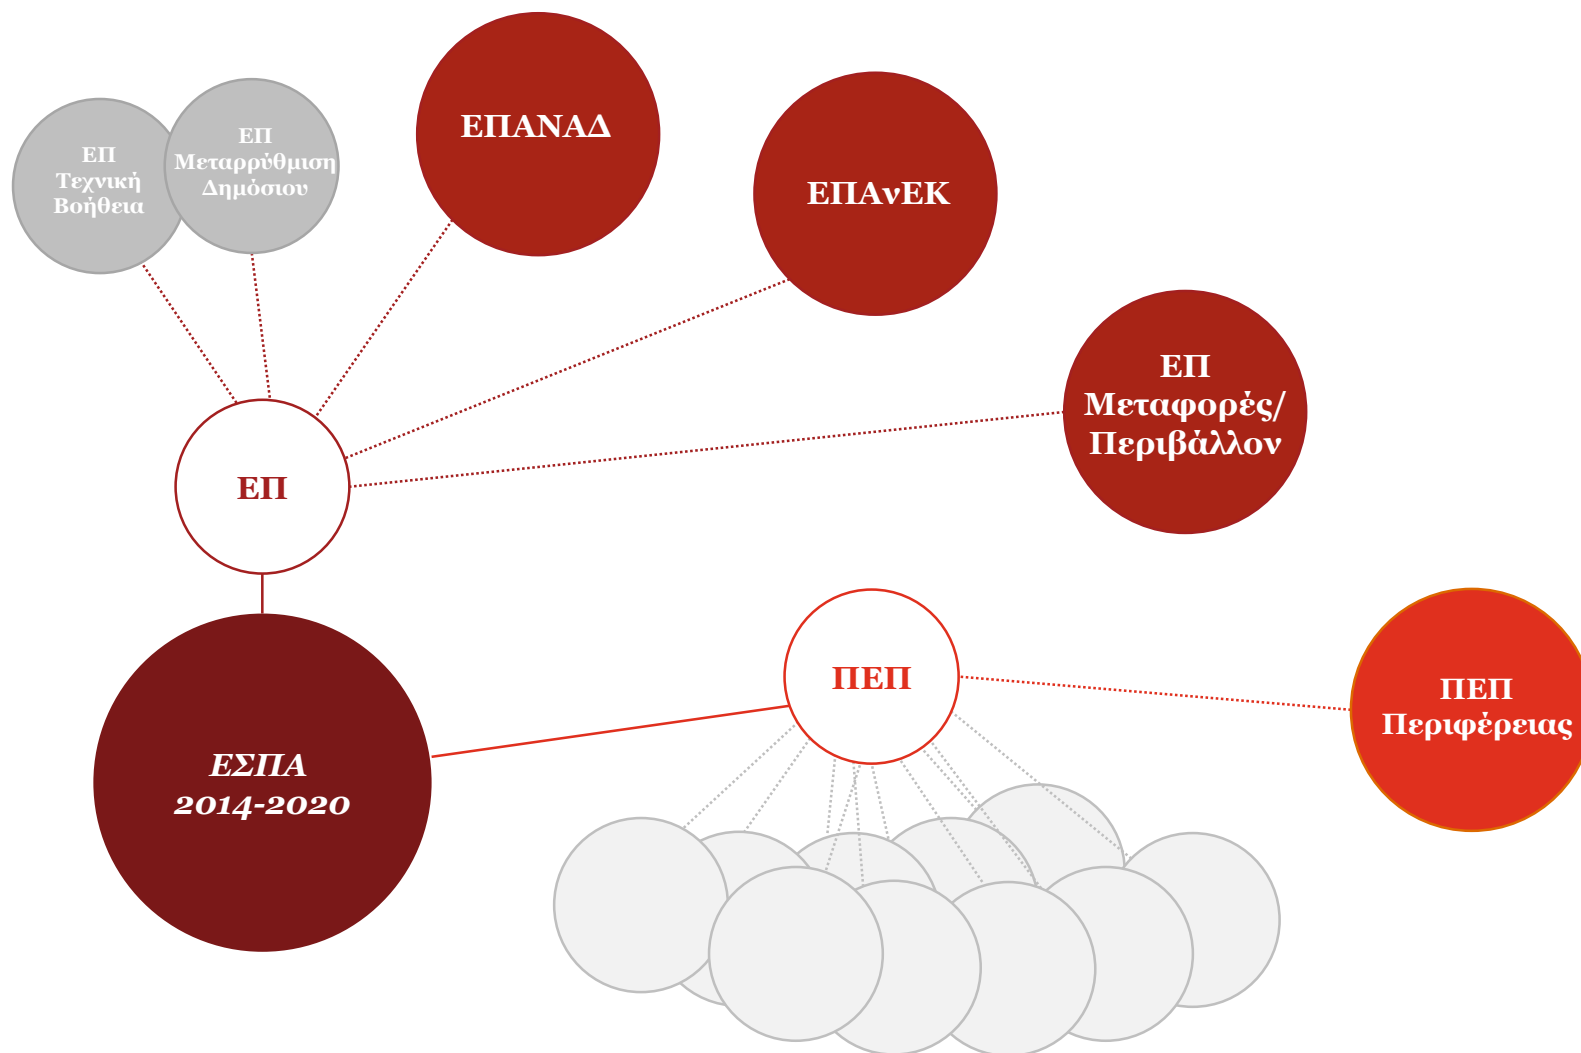 ΕΠ
Τεχνική
Βοήθεια
ΕΠ
Μεταρρύθμιση
Δημόσιου
ΕΠΑΝΑΔ
ΕΠΑνΕΚ
ΕΠ
Μεταφορές/
Περιβάλλον
ΕΠ
ΠΕΠ
ΠΕΠ
Περιφέρειας
ΕΣΠΑ
2014-2020